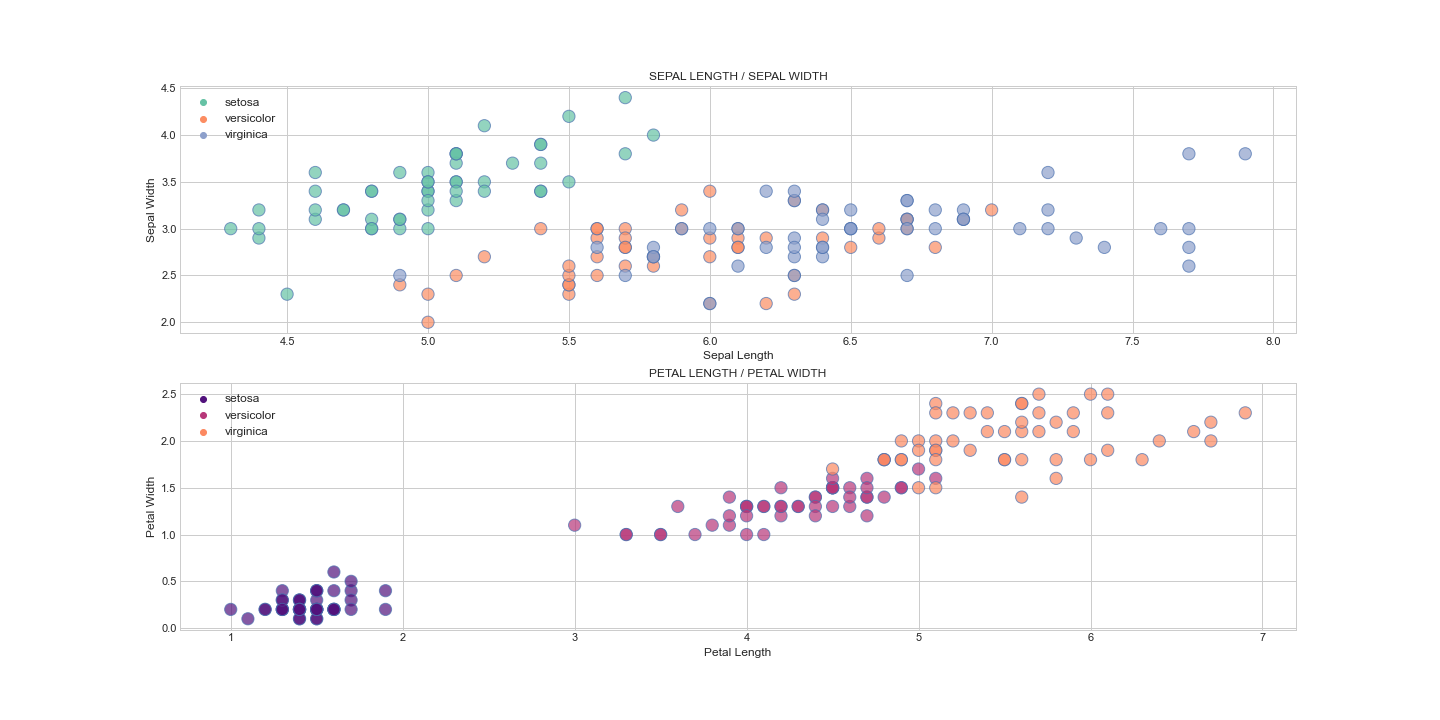 SEPAL LENGTH / SEPAL WIDTH
4.5
4.0
3.5
3.0
2.5
2.0
Sepal Width
setosa
versicolor
virginica
4.5 5.0 5.5 6.0 6.5 7.0 7.5 8.0
Sepal Length
PETAL LENGTH / PETAL WIDTH
2.5
2.0
1.5
1.0
0.5
0.0
Petal Width
setosa
versicolor
virginica
1 2 3 4 5 6 7
Petal Length